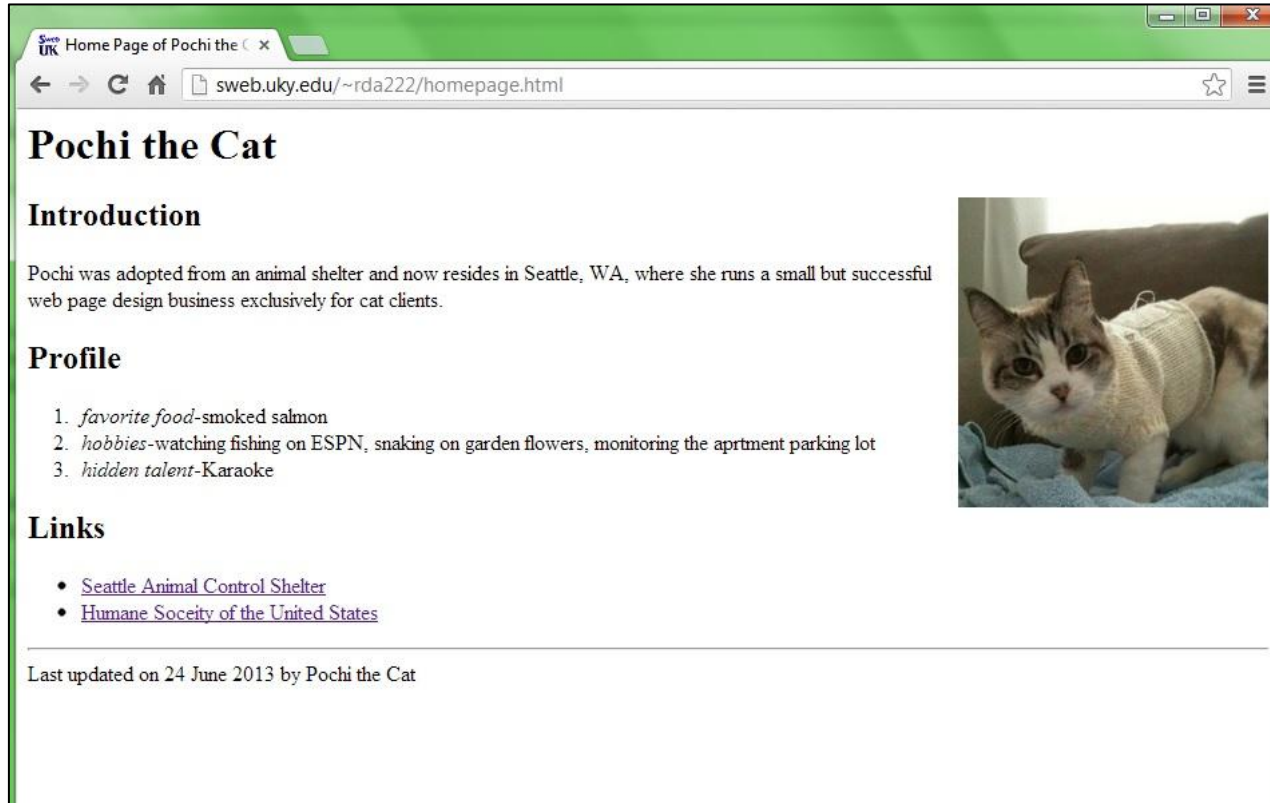 Sweb UK Home Page of Pochi the C
sweb.uky.edu/~rda222/homepage.html
Pochi the Cat
Introduction
Pochi was adopted from an animal shelter and now resides in Seattle, WA, where she runs a small but successful
web page design business exclusively for cat clients.
Profile
1. favorite food-smoked salmon
2. hobbies-watching fishing on ESPN, snaking on garden flowers, monitoring the aprtment parking lot
3. hidden talent-Karaoke
Links
• Seattle Animal Control Shelter
• Humane Soceity of the United States
Last updated on 24 June 2013 by Pochi the Cat